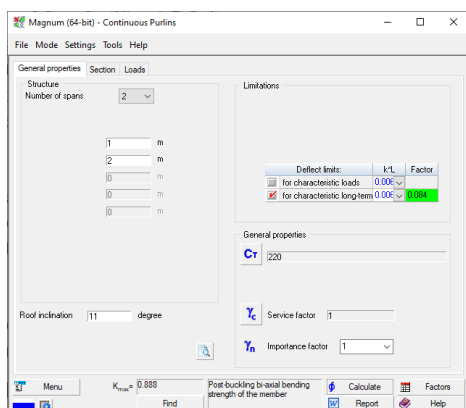 Magnum (64-bit) - Continuous Purlins
File Mode Settings Tools Help
General properties Section Loads
Structure
Number of spans 2
1 m
2 m
0 m
0 m
0 m
Roof inclination 11 degree
Limitations
Deflect limits: k*L Factor
for characteristic loads 0.006
for characteristic long-term 0.006 0.084
General properties
CT 220
γc Service factor 1
γn Importance factor 1
Menu
Kmax= 0.888
Find
Post-buckling bi-axial bending
strength of the member
ϕ Calculate
Factors
W Report
Help